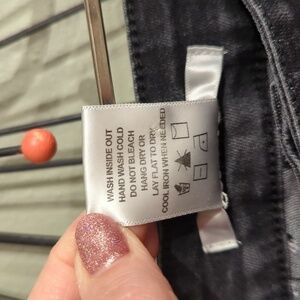 WASH INSIDE OUT
HAND WASH COLD
DO NOT BLEACH
HANG DRY OR
LAY FLAT TO DRY
COOL IRON WHEN NEEDED